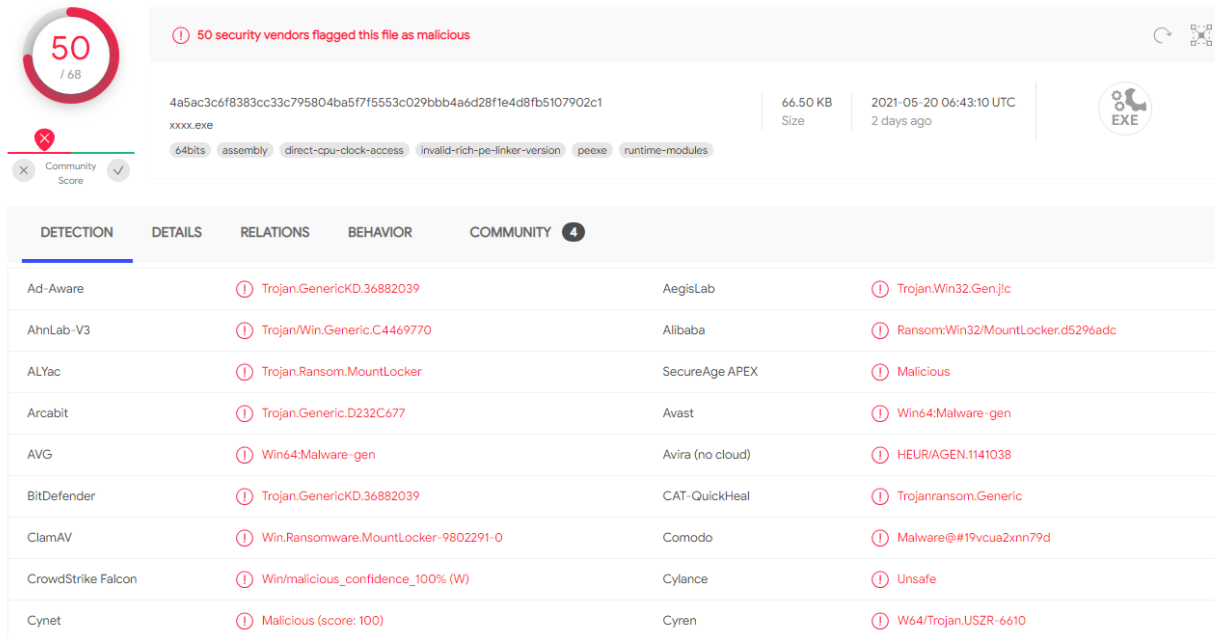 50
/ 68
Community
Score
50 security vendors flagged this file as malicious
4a5ac3c6f8383cc33c795804ba5f7f5553c029bbb4a6d28f1e4d8fb5107902c1
xxxx.exe
64bits assembly direct-cpu-clock-access invalid-rich-pe-linker-version peexe runtime-modules
66.50 KB
Size
2021-05-20 06:43:10 UTC
2 days ago
EXE
DETECTION DETAILS RELATIONS BEHAVIOR COMMUNITY 4
Ad-Aware Trojan.GenericKD.36882039 AegisLab Trojan.Win32.Gen.j!c
AhnLab-V3 Trojan/Win.Generic.C4469770 Alibaba Ransom:Win32/MountLocker.d5296adc
ALYac Trojan.Ransom.MountLocker SecureAge APEX Malicious
Arcabit Trojan.Generic.D232C677 Avast Win64:Malware-gen
AVG Win64:Malware-gen Avira (no cloud) HEUR/AGEN.1141038
BitDefender Trojan.GenericKD.36882039 CAT-QuickHeal Trojanransom.Generic
ClamAV Win.Ransomware.MountLocker-9802291-0 Comodo Malware@#19vcua2xnn79d
CrowdStrike Falcon Win/malicious_confidence_100% (W) Cylance Unsafe
Cynet Malicious (score: 100) Cyren W64/Trojan.USZR-6610